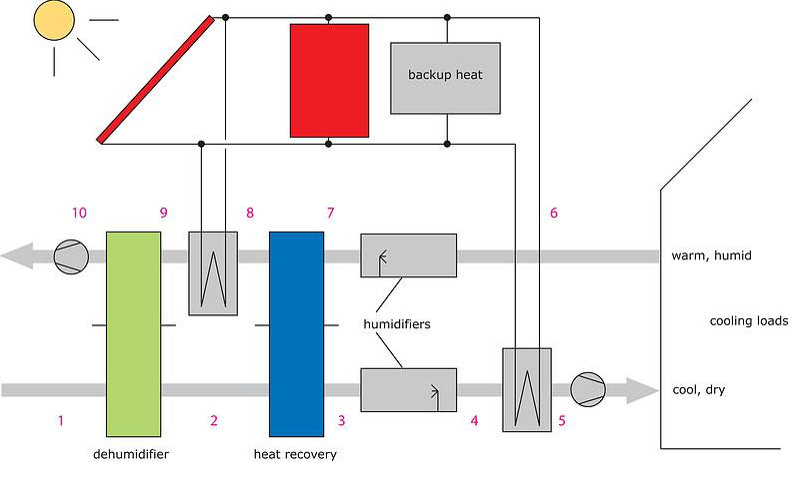 backup heat
10
9
8
7
6
warm, humid
humidifiers
cooling loads
cool, dry
1
2
3
4
5
dehumidifier
heat recovery